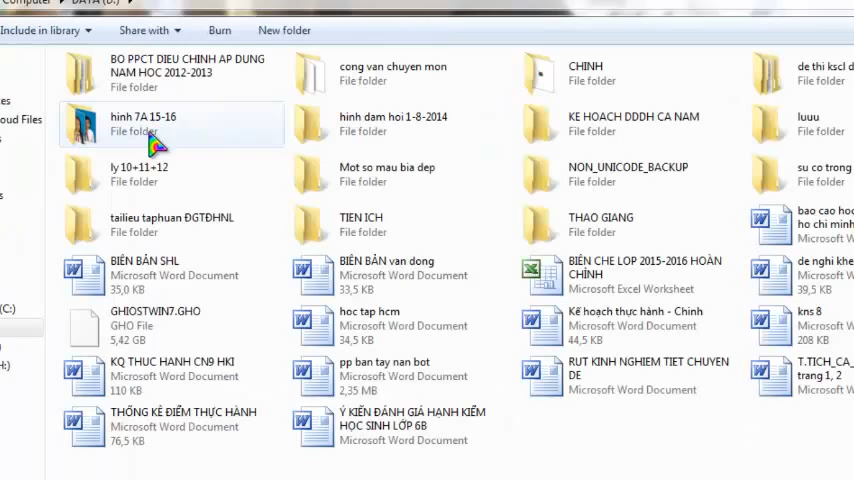 Computer DATA (D:)
Include in library Share with Burn New folder
BO PPCT DIEU CHINH AP DUNG
NAM HOC 2012-2013
File folder
cong van chuyen mon
File folder
CHINH
File folder
de thi kscl d
File folder
hinh 7A 15-16
File folder
hinh dam hoi 1-8-2014
File folder
KE HOACH DDDH CA NAM
File folder
luuu
File folder
ly 10+11+12
File folder
Mot so mau bia dep
File folder
NON_UNICODE_BACKUP
File folder
su co trong
File folder
tailieu taphuan ĐGTĐHNL
File folder
TIEN ICH
File folder
THAO GIANG
File folder
bao cao hoc
ho chi minh
Microsoft W
BIÊN BẢN SHL
Microsoft Word Document
35,0 KB
BIÊN BẢN van dong
Microsoft Word Document
33,5 KB
BIÊN CHE LOP 2015-2016 HOÀN
CHỈNH
Microsoft Excel Worksheet
de nghi khe
Microsoft W
39,5 KB
GHIOSTWIN7.GHO
GHO File
5,42 GB
hoc tap hcm
Microsoft Word Document
34,5 KB
Kế hoạch thực hành - Chinh
Microsoft Word Document
44,5 KB
kns 8
Microsoft W
208 KB
KQ THUC HANH CN9 HKI
Microsoft Word Document
110 KB
pp ban tay nan bot
Microsoft Word Document
2,35 MB
RUT KINH NGHIEM TIET CHUYEN
DE
Microsoft Word Document
T.TICH_CA_
trang 1, 2
Microsoft W
THỐNG KÊ ĐIỂM THỰC HÀNH
Microsoft Word Document
76,5 KB
Ý KIẾN ĐÁNH GIÁ HẠNH KIỂM
HỌC SINH LỚP 6B
Microsoft Word Document
oud Files
(C:)